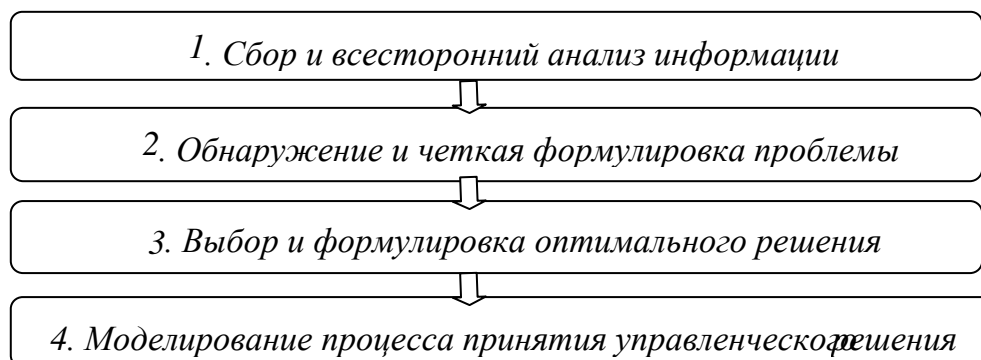 1. Сбор и всесторонний анализ информации
2. Обнаружение и четкая формулировка проблемы
3. Выбор и формулировка оптимального решения
4. Моделирование процесса принятия управленческого решения